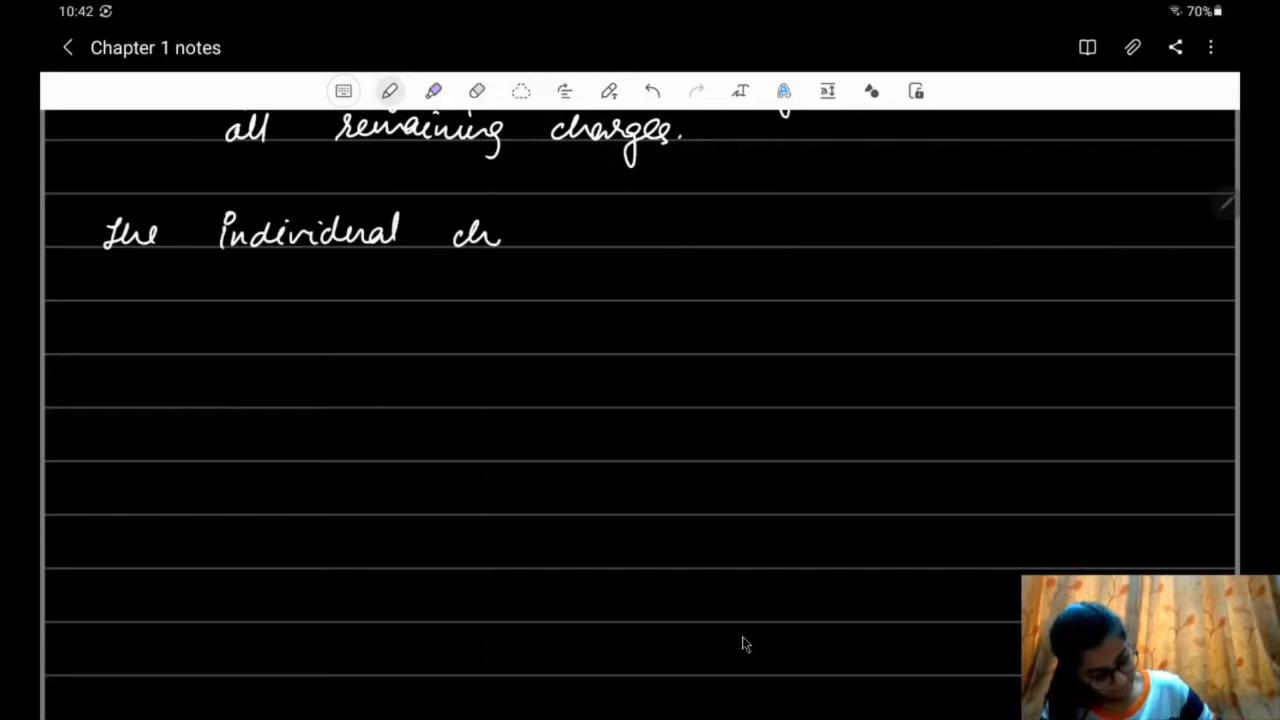 10:42
70%
Chapter 1 notes
all remaining charges.
The individual ch